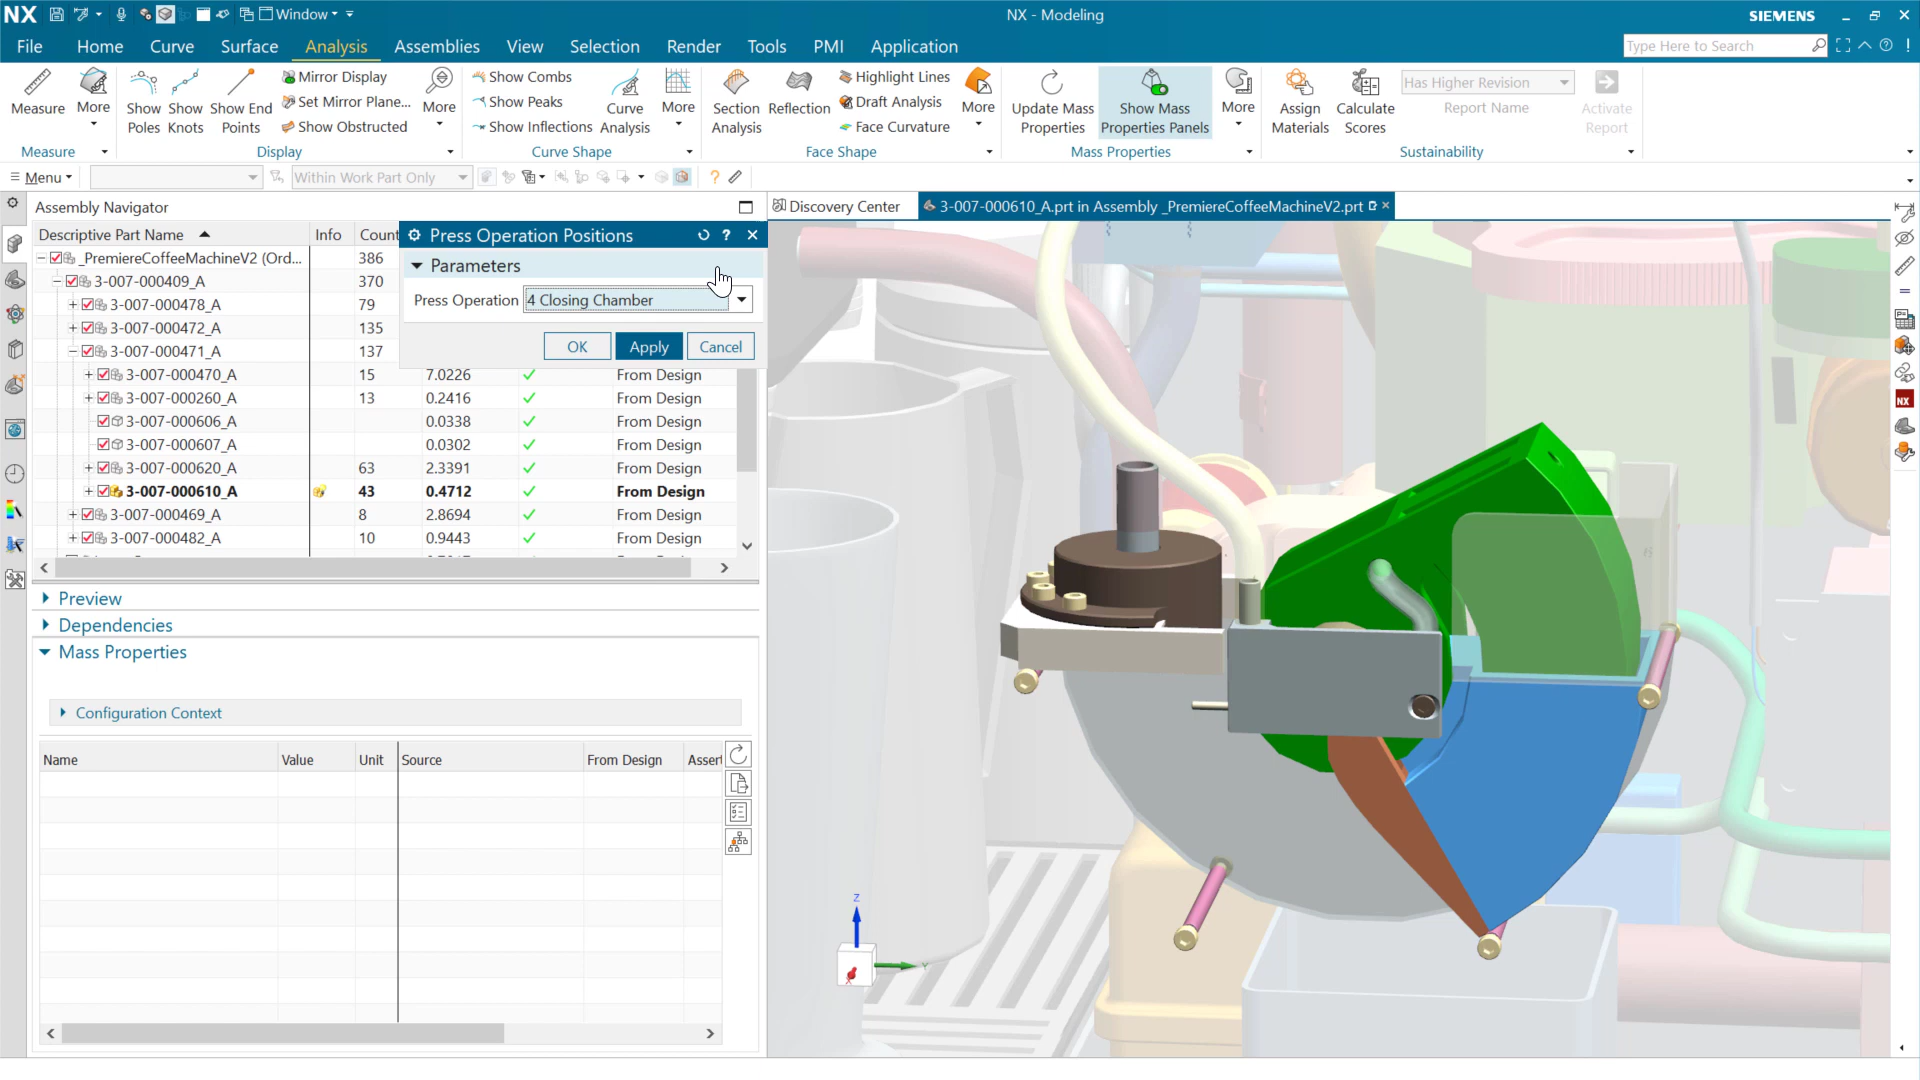 NX
Window
NX - Modeling
SIEMENS
File
Home
Curve
Surface
Analysis
Assemblies
View
Selection
Render
Tools
PMI
Application
Type Here to Search
Measure
More
Show
Poles
Show
Knots
Show End
Points
Mirror Display
Set Mirror Plane...
Show Obstructed
More
Show Combs
Show Peaks
Show Inflections
Curve
Analysis
More
Section
Analysis
Reflection
Highlight Lines
Draft Analysis
Face Curvature
More
Update Mass
Properties
Show Mass
Properties Panels
More
Assign
Materials
Calculate
Scores
Has Higher Revision
Report Name
Activate
Report
Measure
Display
Curve Shape
Face Shape
Mass Properties
Sustainability
Menu
Within Work Part Only
Assembly Navigator
Discovery Center
3-007-000610_A.prt in Assembly _PremiereCoffeeMachineV2.prt
Descriptive Part Name
Info
Count
Press Operation Positions
Parameters
Press Operation
4 Closing Chamber
OK
Apply
Cancel
_PremiereCoffeeMachineV2 (Ord...
386
3-007-000409_A
370
3-007-000478_A
79
3-007-000472_A
135
3-007-000471_A
137
3-007-000470_A
15
7.0226
From Design
3-007-000260_A
13
0.2416
From Design
3-007-000606_A
0.0338
From Design
3-007-000607_A
0.0302
From Design
3-007-000620_A
63
2.3391
From Design
3-007-000610_A
43
0.4712
From Design
3-007-000469_A
8
2.8694
From Design
3-007-000482_A
10
0.9443
From Design
Preview
Dependencies
Mass Properties
Configuration Context
Name
Value
Unit
Source
From Design
Assert
Z
Y
X
NX